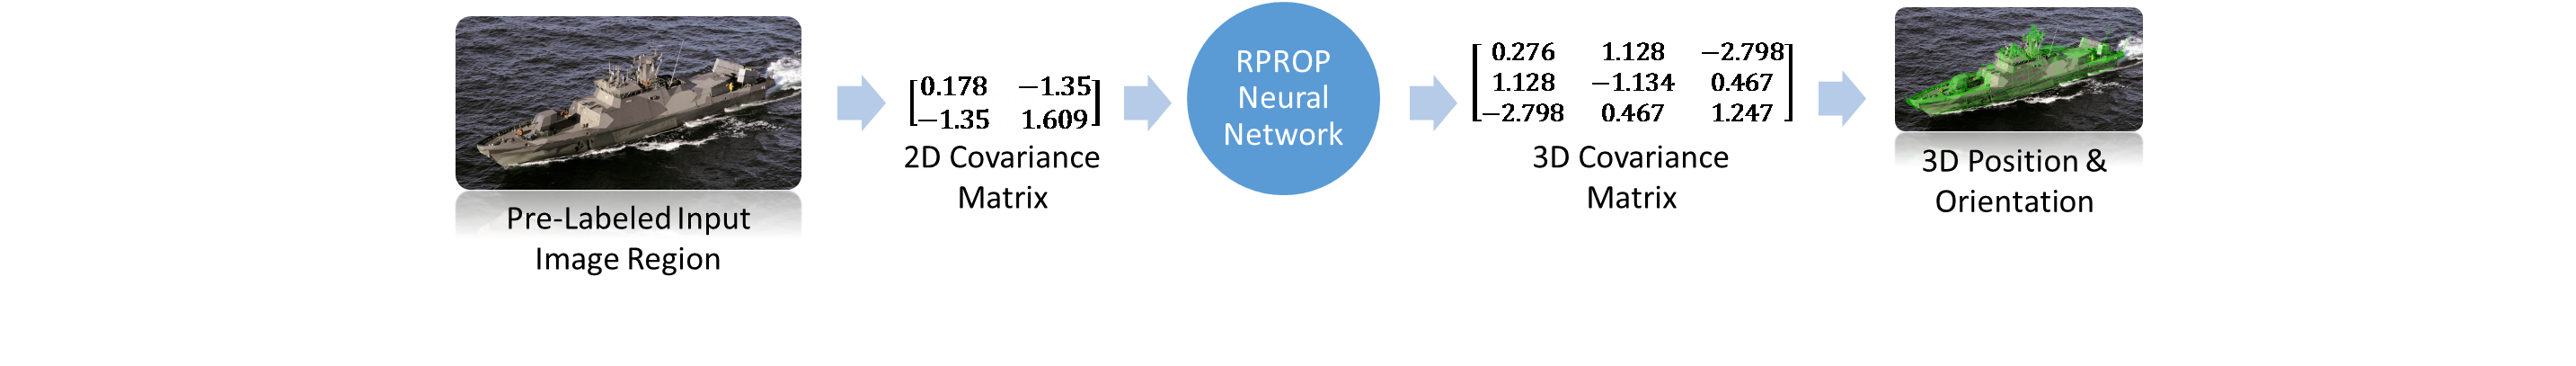 Pre-Labeled Input
Image Region
0.178 −1.35
−1.35 1.609
2D Covariance
Matrix
RPROP
Neural
Network
0.276 1.128 −2.798
1.128 −1.134 0.467
−2.798 0.467 1.247
3D Covariance
Matrix
3D Position &
Orientation